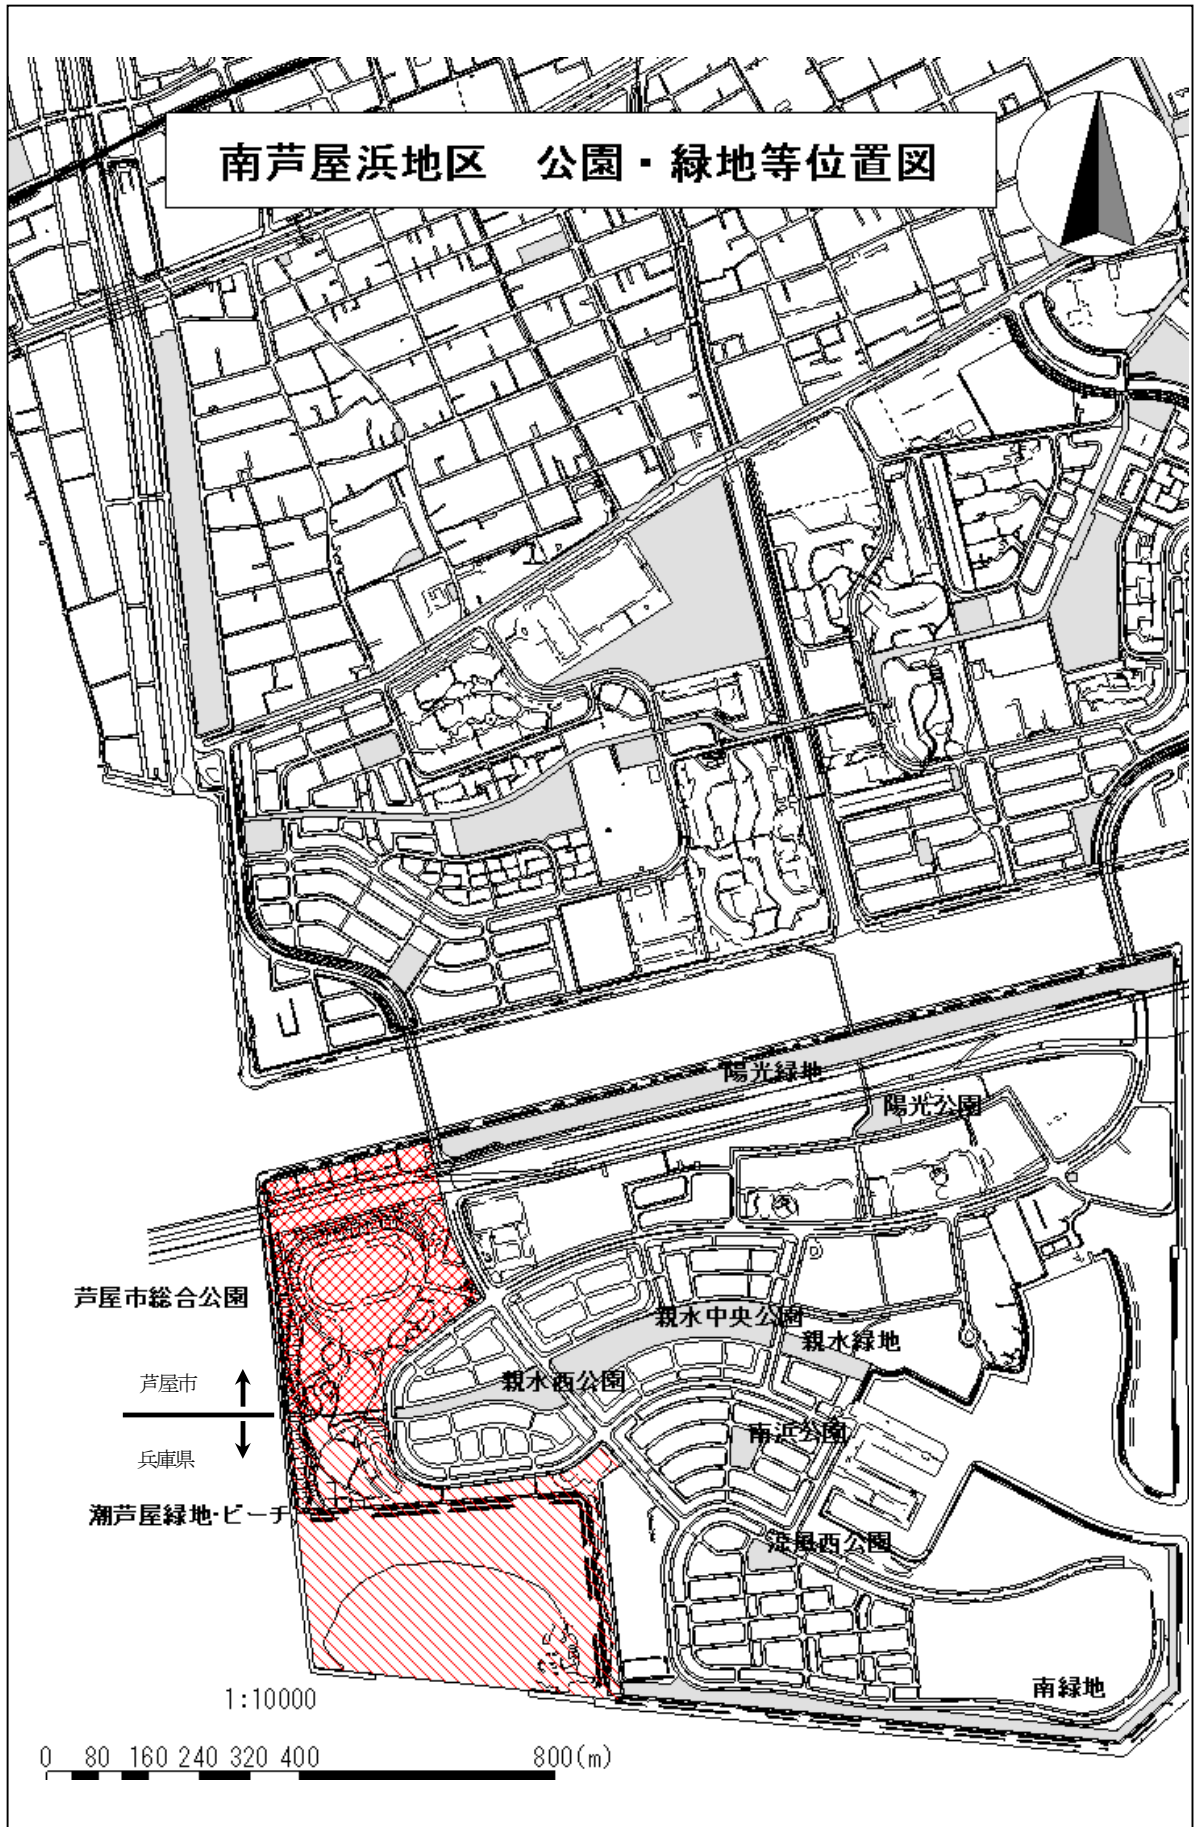 南芦屋浜地区　公園・緑地等位置図
陽光緑地
陽光公園
芦屋市総合公園
親水中央公園
親水緑地
芦屋市
親水西公園
兵庫県
南浜公園
潮芦屋緑地・ビーチ
涼風西公園
南緑地
1:10000
0 80 160 240 320 400 800(m)